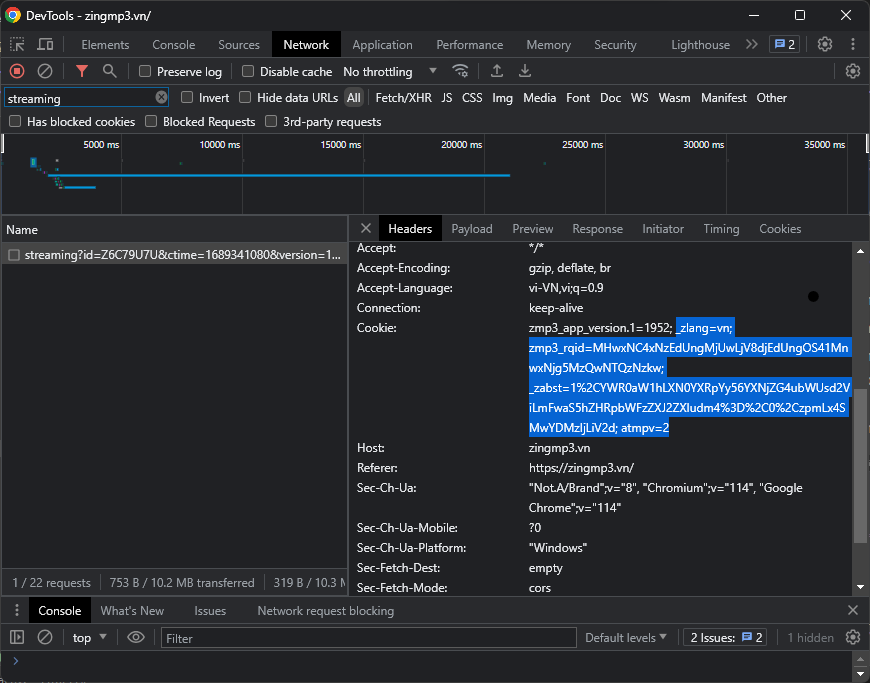 DevTools - zingmp3.vn/
Elements Console Sources Network Application Performance Memory Security Lighthouse 2
Preserve log Disable cache No throttling
streaming Invert Hide data URLs All Fetch/XHR JS CSS Img Media Font Doc WS Wasm Manifest Other
Has blocked cookies Blocked Requests 3rd-party requests
5000 ms 10000 ms 15000 ms 20000 ms 25000 ms 30000 ms 35000 ms
Name
streaming?id=Z6C79U7U&ctime=1689341080&version=1...
Headers Payload Preview Response Initiator Timing Cookies
Accept: */*
Accept-Encoding: gzip, deflate, br
Accept-Language: vi-VN,vi;q=0.9
Connection: keep-alive
Cookie: zmp3_app_version.1=1952; _zlang=vn;
zmp3_rqid=MHwxNC4xNzEdUngMjUwLjV8djEdUngOS41Mn
wxNjg5MzQwNTQzNzkw;
_zabst=1%2CYWR0aW1hLXN0YXRpYy56YXNjZG4ubWUsd2V
iLmFwaS5hZHRpbWFzZXJ2ZXIudm4%3D%2C0%2CzpmLx4S
MwYDMzIjLiV2d; atmpv=2
Host: zingmp3.vn
Referer: https://zingmp3.vn/
Sec-Ch-Ua: "Not.A/Brand";v="8", "Chromium";v="114", "Google
Chrome";v="114"
Sec-Ch-Ua-Mobile: ?0
Sec-Ch-Ua-Platform: "Windows"
Sec-Fetch-Dest: empty
Sec-Fetch-Mode: cors
1 / 22 requests 753 B / 10.2 MB transferred 319 B / 10.3 M
Console What's New Issues Network request blocking
top Filter Default levels 2 Issues: 2 1 hidden